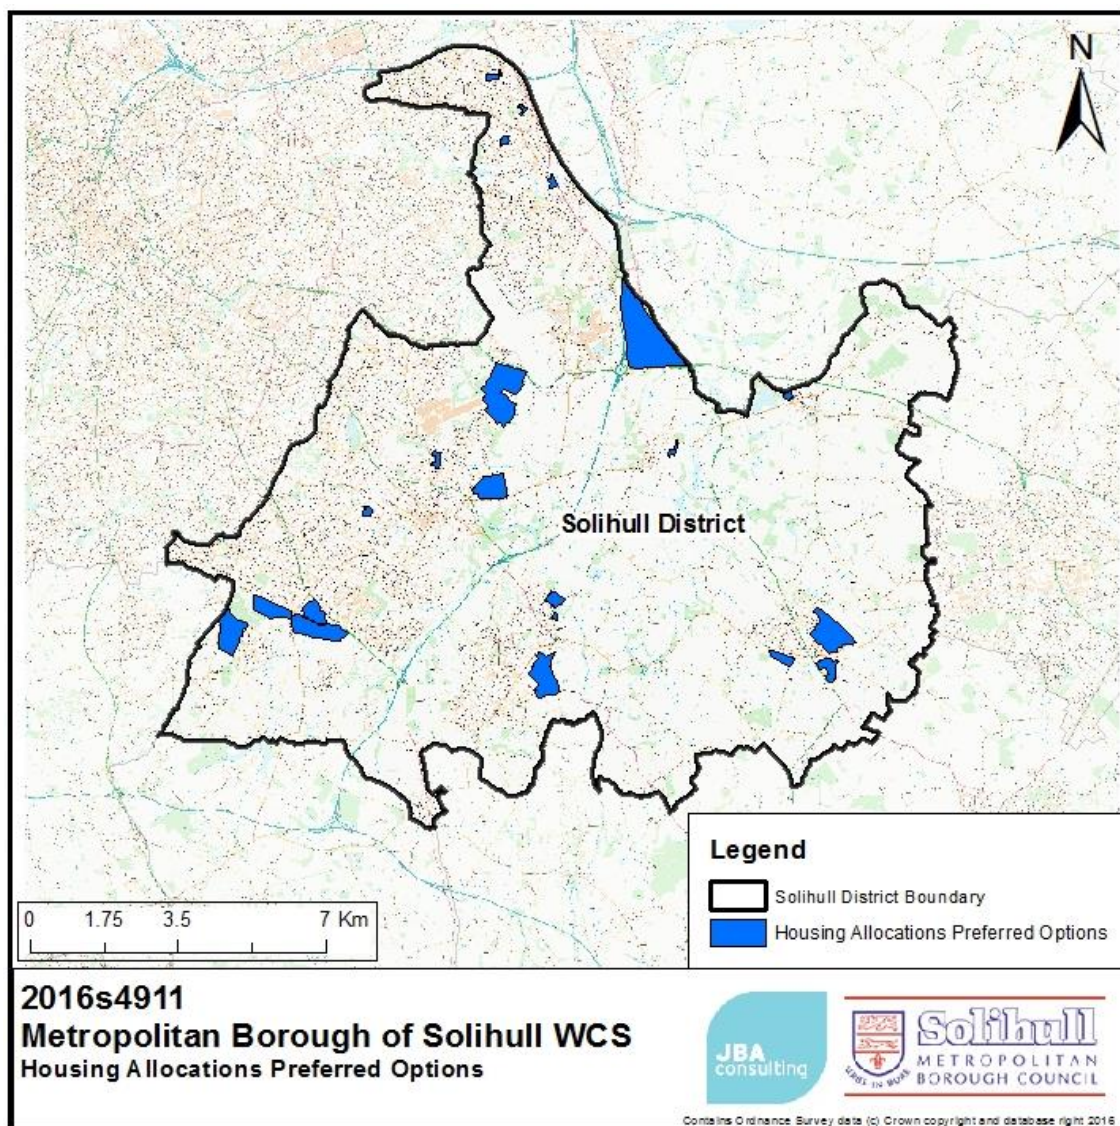 N
Solihull District
Legend
Solihull District Boundary
Housing Allocations Preferred Options
0 1.75 3.5 7 Km
2016s4911
Metropolitan Borough of Solihull WCS
Housing Allocations Preferred Options
JBA
consulting
Solihull
METROPOLITAN
BOROUGH COUNCIL
Contains Ordnance Survey data (c) Crown copyright and database right 2016